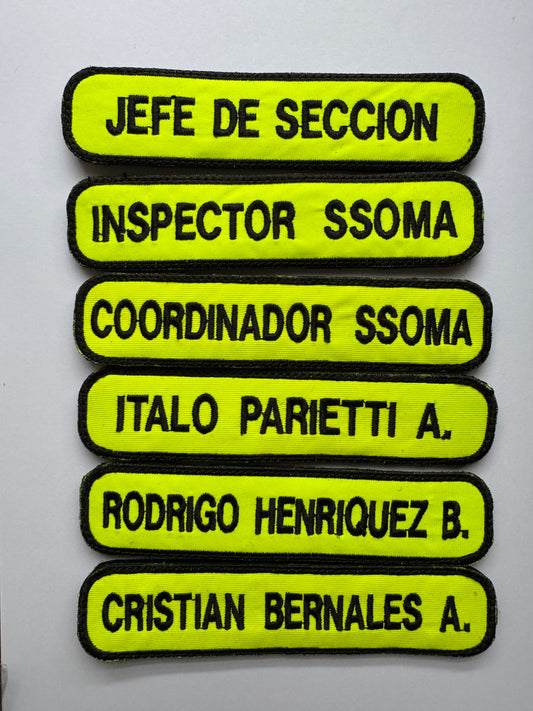 JEFE DE SECCION
INSPECTOR SSOMA
COORDINADOR SSOMA
ITALO PARIETTI A.
RODRIGO HENRIQUEZ B.
CRISTIAN BERNALES A.